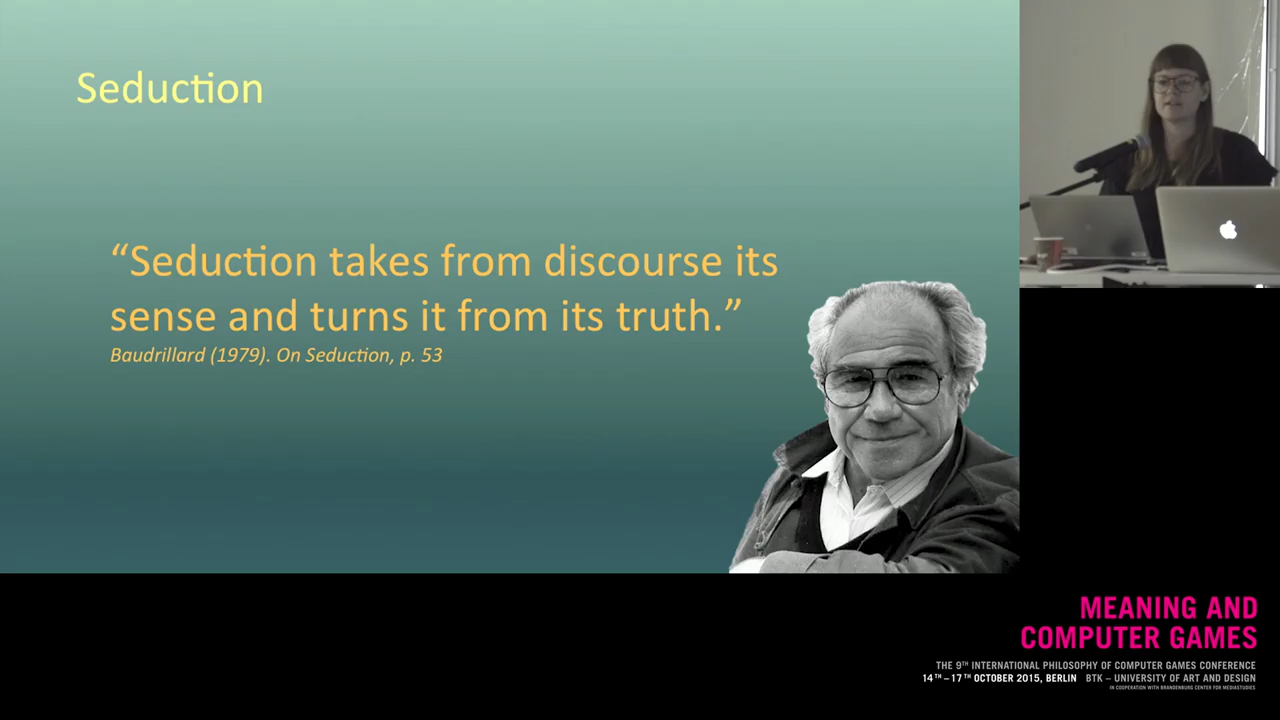 Seduction
“Seduction takes from discourse its
sense and turns it from its truth.”
Baudrillard (1979). On Seduction, p. 53
MEANING AND
COMPUTER GAMES
THE 9TH INTERNATIONAL PHILOSOPHY OF COMPUTER GAMES CONFERENCE
14TH – 17TH OCTOBER 2015, BERLIN BTK – UNIVERSITY OF ART AND DESIGN
IN COOPERATION WITH BRANDENBURG CENTER FOR MEDIASTUDIES